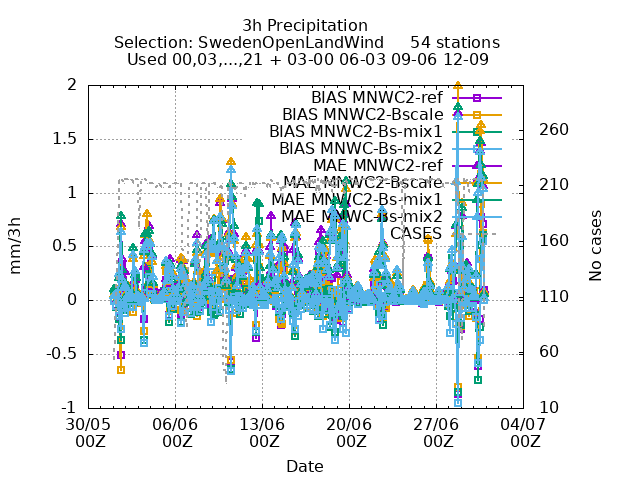 3h Precipitation
Selection: SwedenOpenLandWind 54 stations
Used 00,03,...,21 + 03-00 06-03 09-06 12-09
BIAS MNWC2-ref
BIAS MNWC2-Bscale
BIAS MNWC2-Bs-mix1
BIAS MNWC2-Bs-mix2
MAE MNWC2-ref
MAE MNWC2-Bscale
MAE MNWC2-Bs-mix1
MAE MNWC2-Bs-mix2
CASES
2
1.5
1
0.5
0
-0.5
-1
mm/3h
260
210
160
110
60
10
No cases
30/05 06/06 13/06 20/06 27/06 04/07
00Z 00Z 00Z 00Z 00Z 00Z
Date